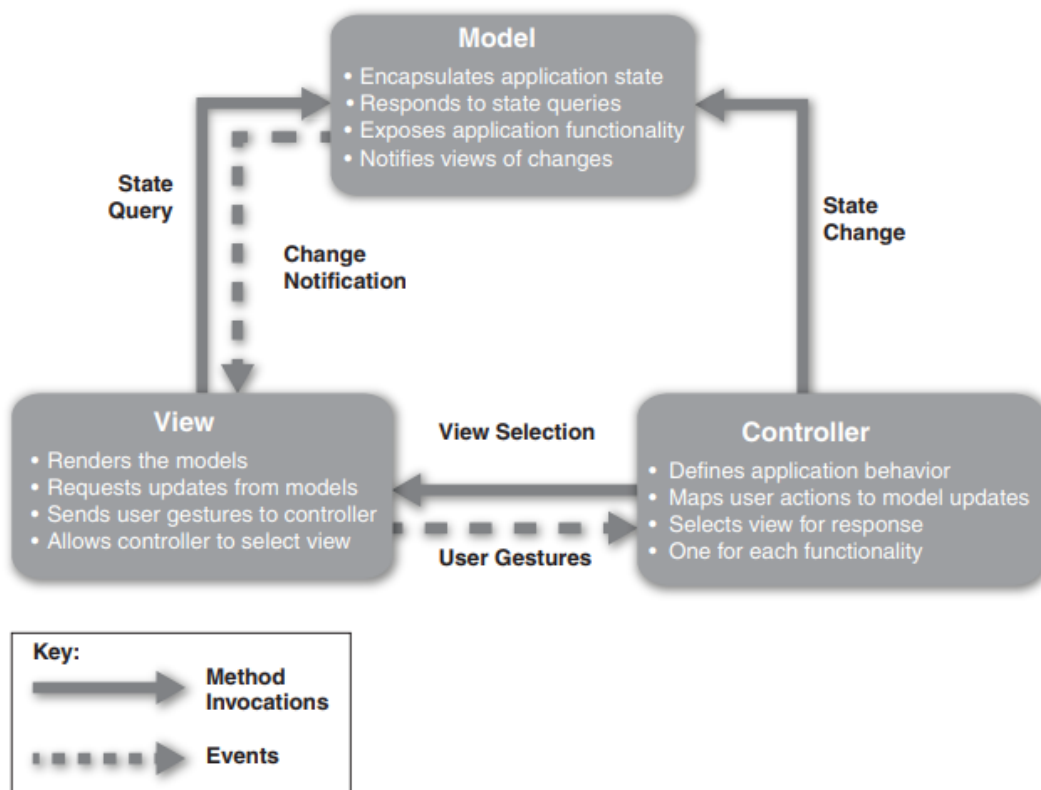 Model
• Encapsulates application state
• Responds to state queries
• Exposes application functionality
• Notifies views of changes
State
Query
Change
Notification
State
Change
View
• Renders the models
• Requests updates from models
• Sends user gestures to controller
• Allows controller to select view
View Selection
User Gestures
Controller
• Defines application behavior
• Maps user actions to model updates
• Selects view for response
• One for each functionality
Key:
Method
Invocations
Events